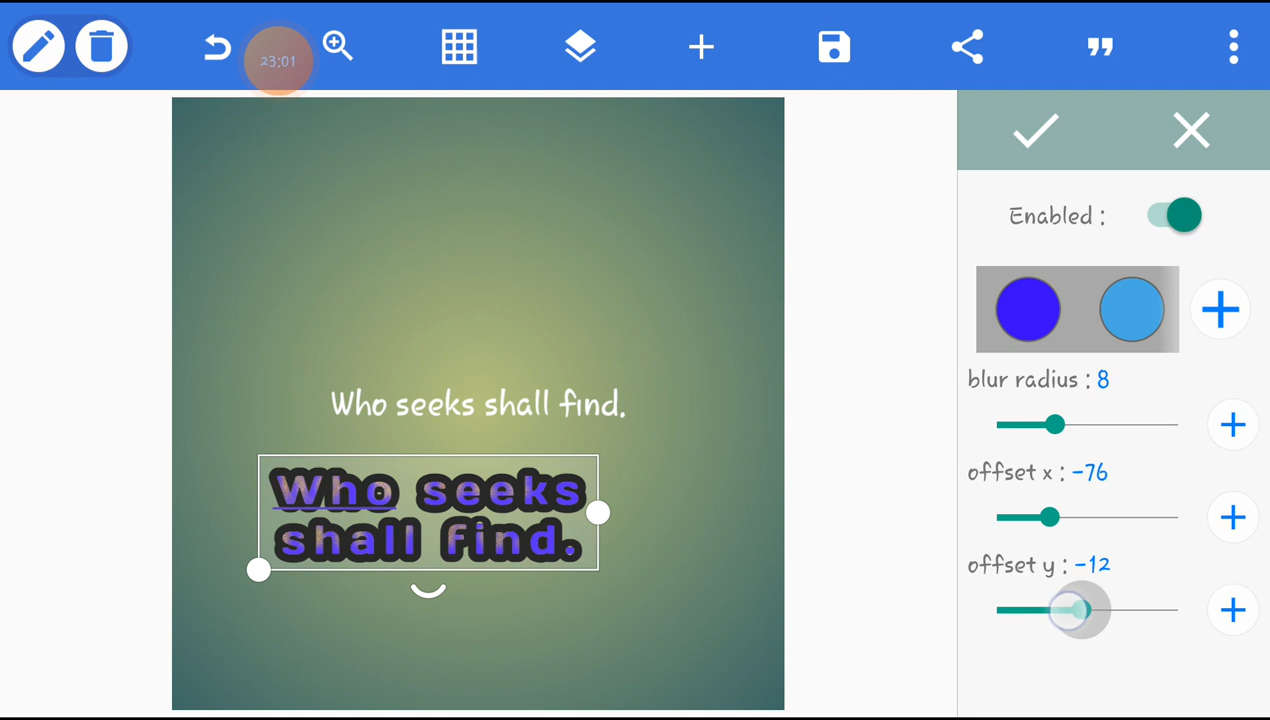 23:01
Enabled :
blur radius : 8
offset x : -76
offset y : -12
Who seeks shall find.
Who seeks
shall find.